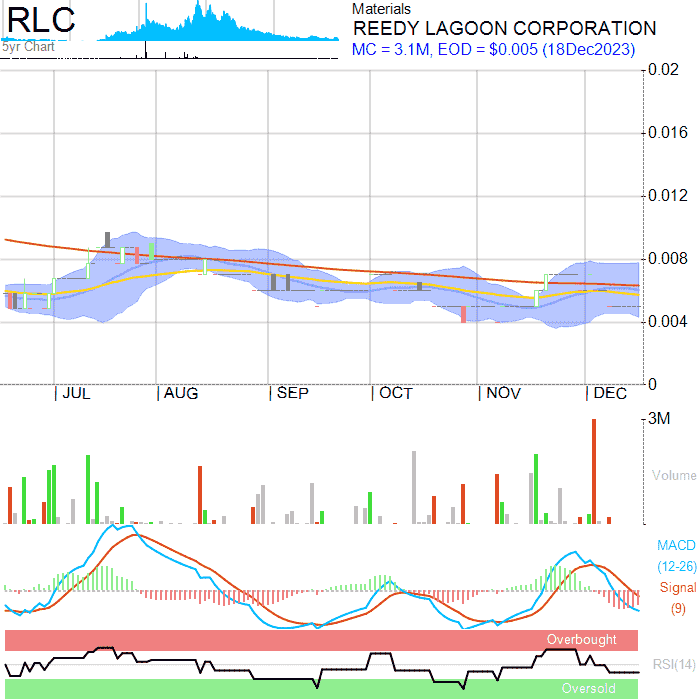 RLC
5yr Chart
Materials
REEDY LAGOON CORPORATION
MC = 3.1M, EOD = $0.005 (18Dec2023)
0.02
0.016
0.012
0.008
0.004
0
JUL AUG SEP OCT NOV DEC
3M
Volume
MACD
(12-26)
Signal
(9)
Overbought
RSI(14)
Oversold